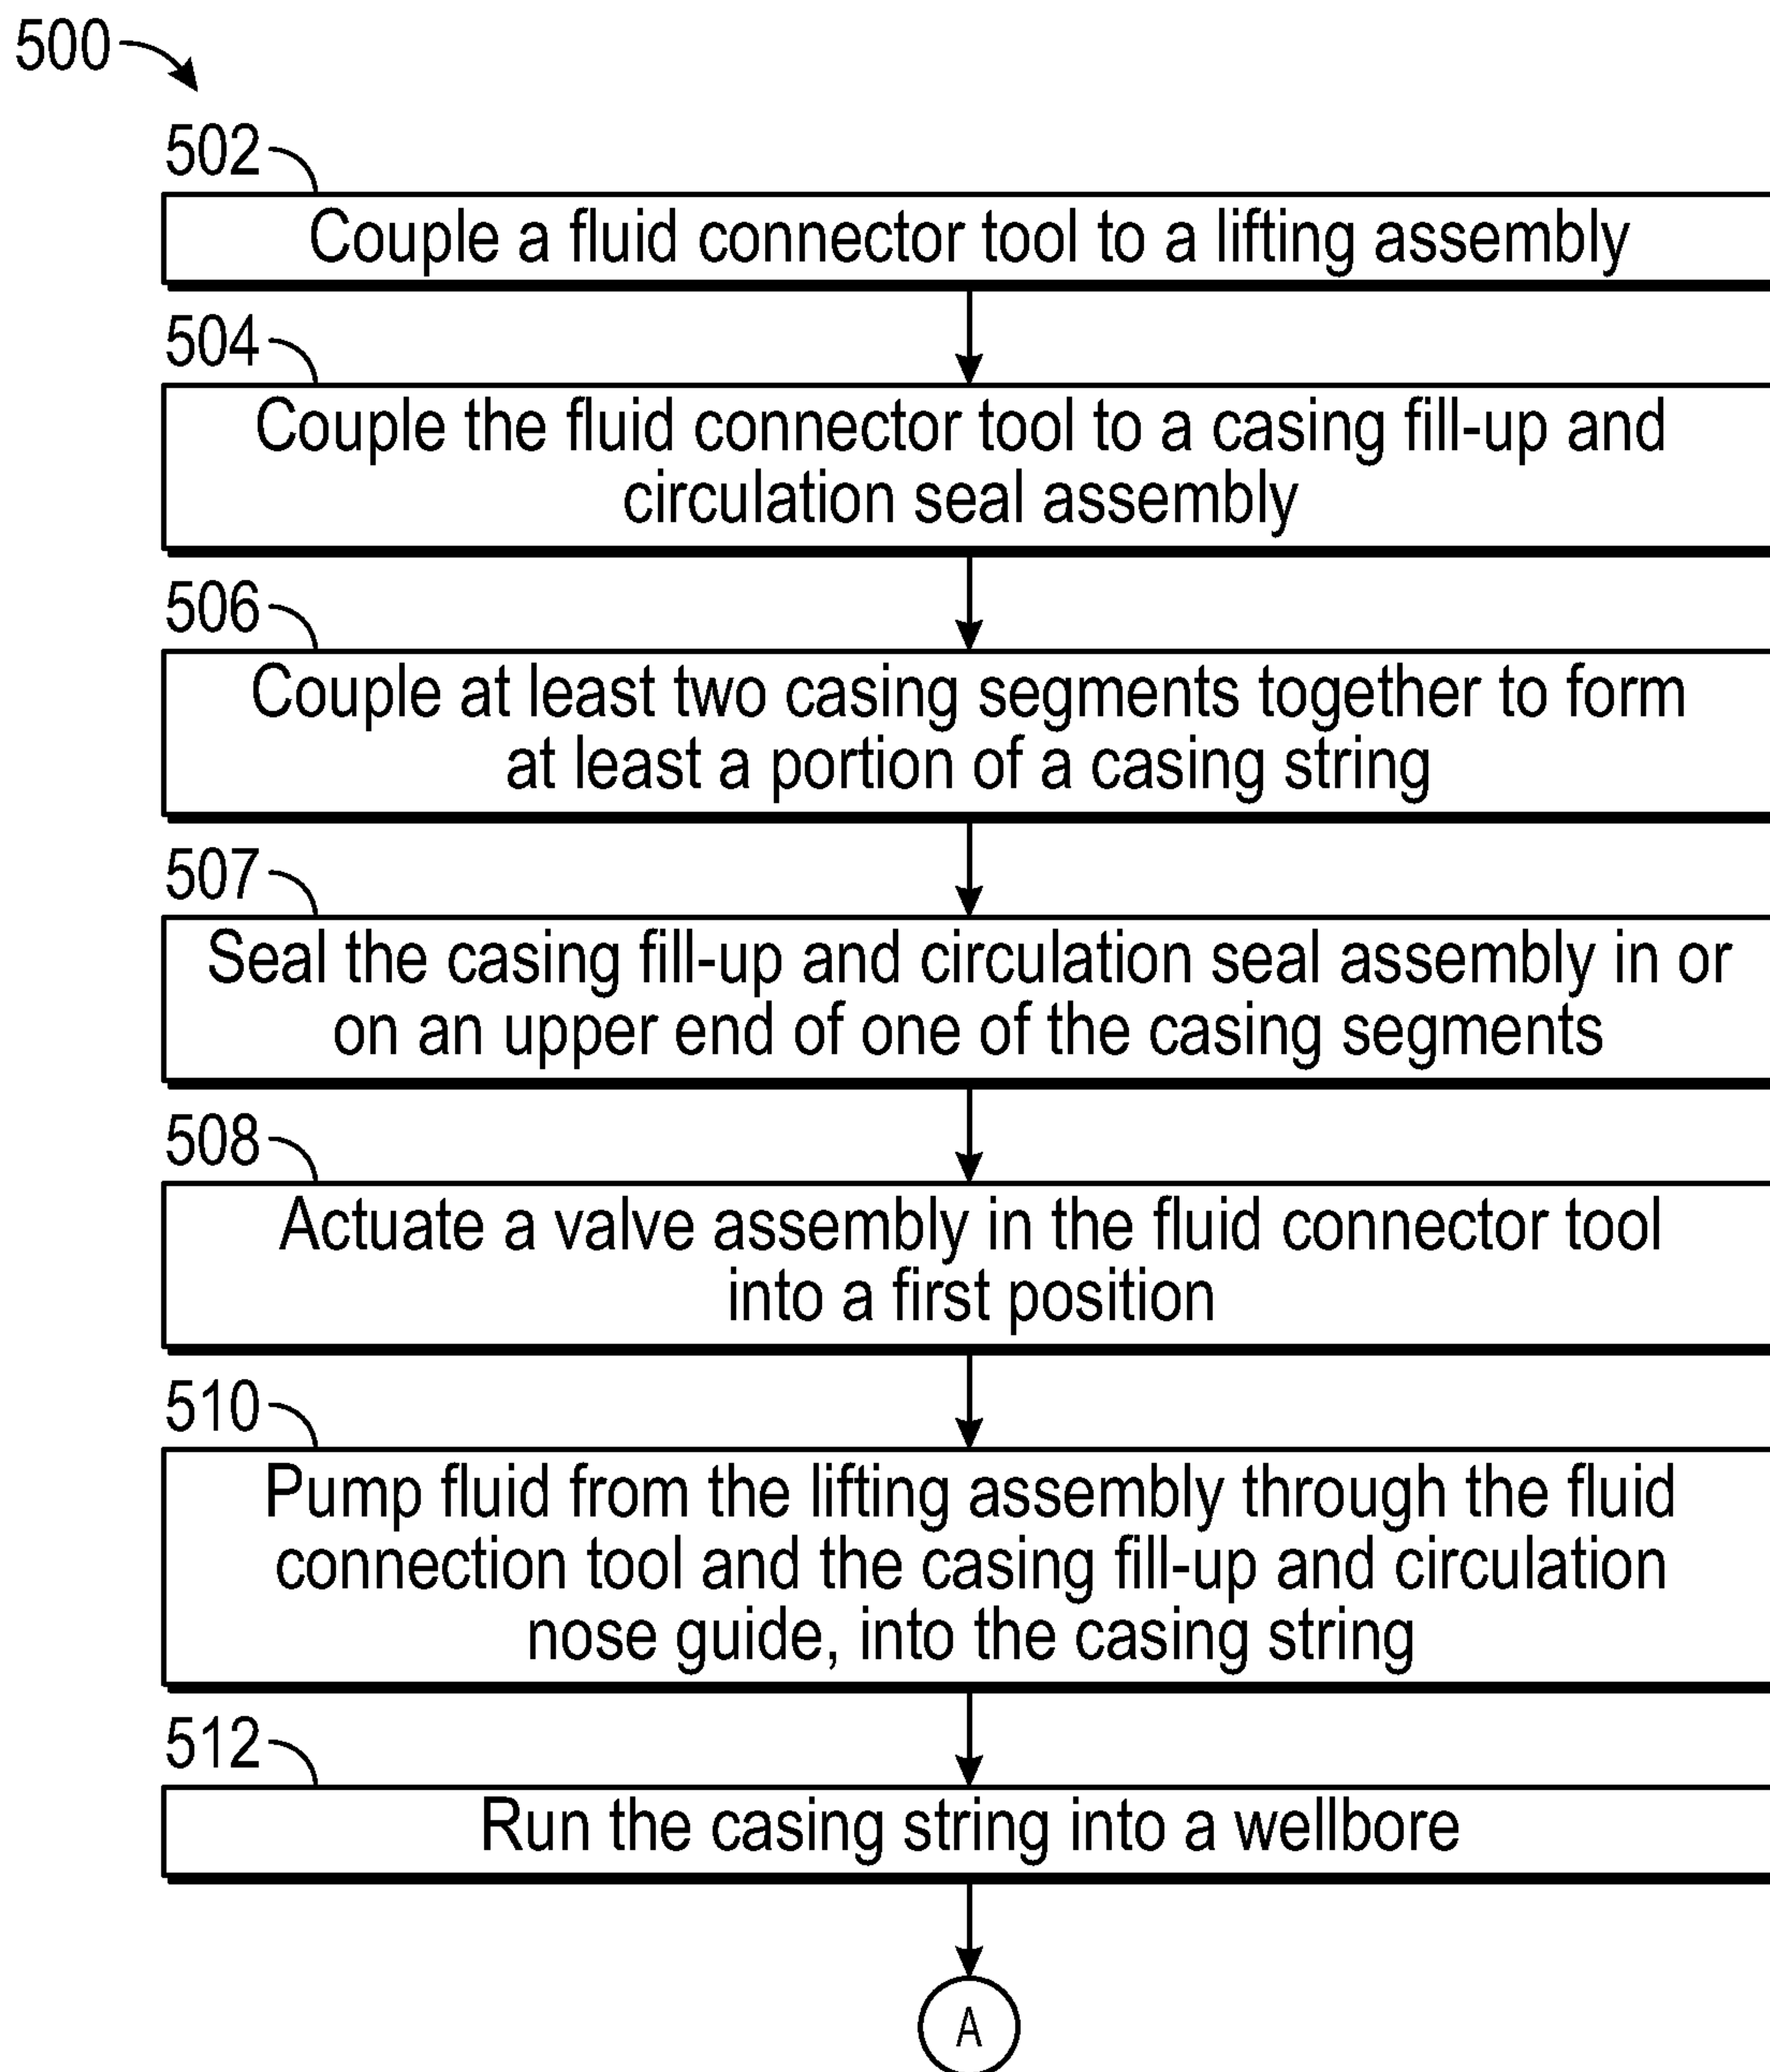 500
502
Couple a fluid connector tool to a lifting assembly
504
Couple the fluid connector tool to a casing fill-up and
circulation seal assembly
506
Couple at least two casing segments together to form
at least a portion of a casing string
507
Seal the casing fill-up and circulation seal assembly in or
on an upper end of one of the casing segments
508
Actuate a valve assembly in the fluid connector tool
into a first position
510
Pump fluid from the lifting assembly through the fluid
connection tool and the casing fill-up and circulation
nose guide, into the casing string
512
Run the casing string into a wellbore
A